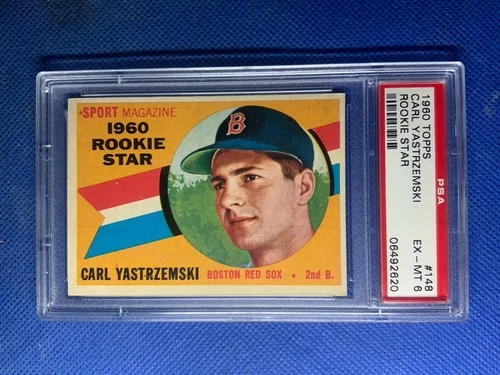 SPORT MAGAZINE
1960
ROOKIE
STAR
B
CARL YASTRZEMSKI BOSTON RED SOX • 2nd B.
1960 TOPPS #148
CARL YASTRZEMSKI EX - MT 6
ROOKIE STAR 06492620
PSA